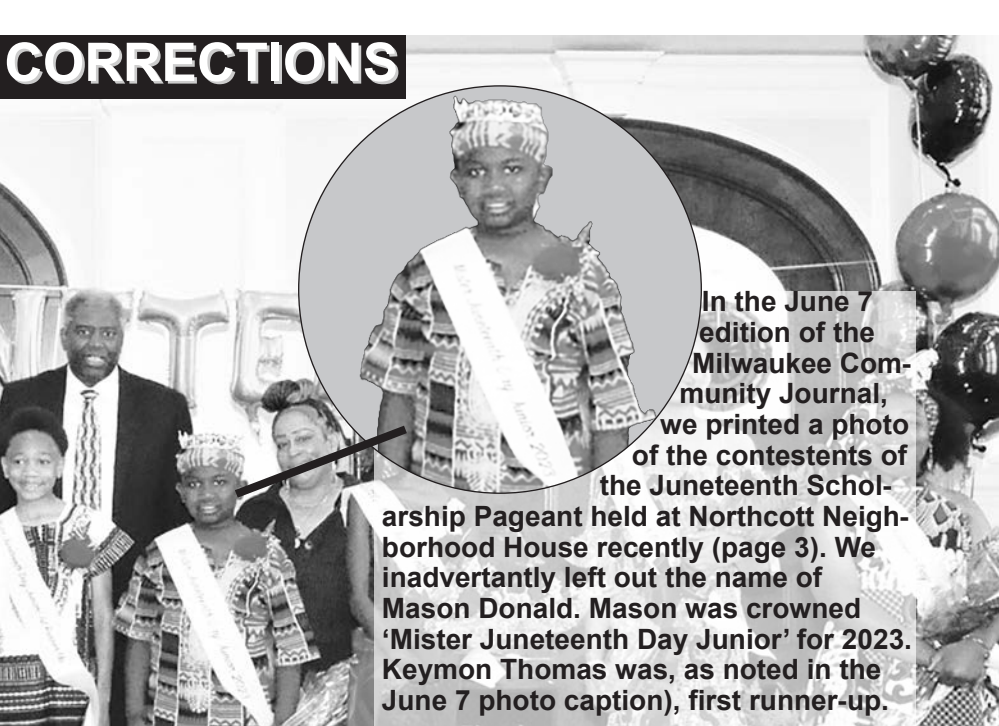 CORRECTIONS
In the June 7
edition of the
Milwaukee Com-
munity Journal,
we printed a photo
of the contestents of
the Juneteenth Schol-
arship Pageant held at Northcott Neigh-
borhood House recently (page 3). We
inadvertantly left out the name of
Mason Donald. Mason was crowned
‘Mister Juneteenth Day Junior’ for 2023.
Keymon Thomas was, as noted in the
June 7 photo caption), first runner-up.